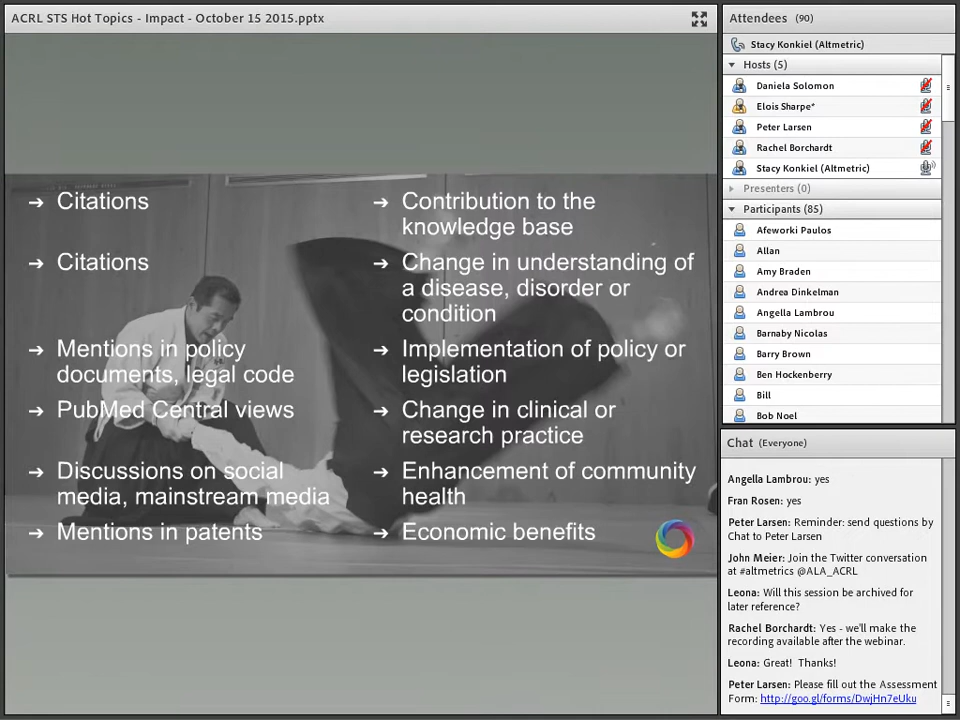 ACRL STS Hot Topics - Impact - October 15 2015.pptx
→ Citations
→ Citations
→ Mentions in policy
documents, legal code
→ PubMed Central views
→ Discussions on social
media, mainstream media
→ Mentions in patents
→ Contribution to the
knowledge base
→ Change in understanding of
a disease, disorder or
condition
→ Implementation of policy or
legislation
→ Change in clinical or
research practice
→ Enhancement of community
health
→ Economic benefits
Attendees (90)
Stacy Konkiel (Altmetric)
Hosts (5)
Daniela Solomon
Elois Sharpe*
Peter Larsen
Rachel Borchardt
Stacy Konkiel (Altmetric)
Presenters (0)
Participants (85)
Afeworki Paulos
Allan
Amy Braden
Andrea Dinkelman
Angella Lambrou
Barnaby Nicolas
Barry Brown
Ben Hockenberry
Bill
Bob Noel
Chat (Everyone)
Angella Lambrou: yes
Fran Rosen: yes
Peter Larsen: Reminder: send questions by
Chat to Peter Larsen
John Meier: Join the Twitter conversation
at #altmetrics @ALA_ACRL
Leona: Will this session be archived for
later reference?
Rachel Borchardt: Yes - we'll make the
recording available after the webinar.
Leona: Great! Thanks!
Peter Larsen: Please fill out the Assessment
Form: http://goo.gl/forms/DwjHn7eUku